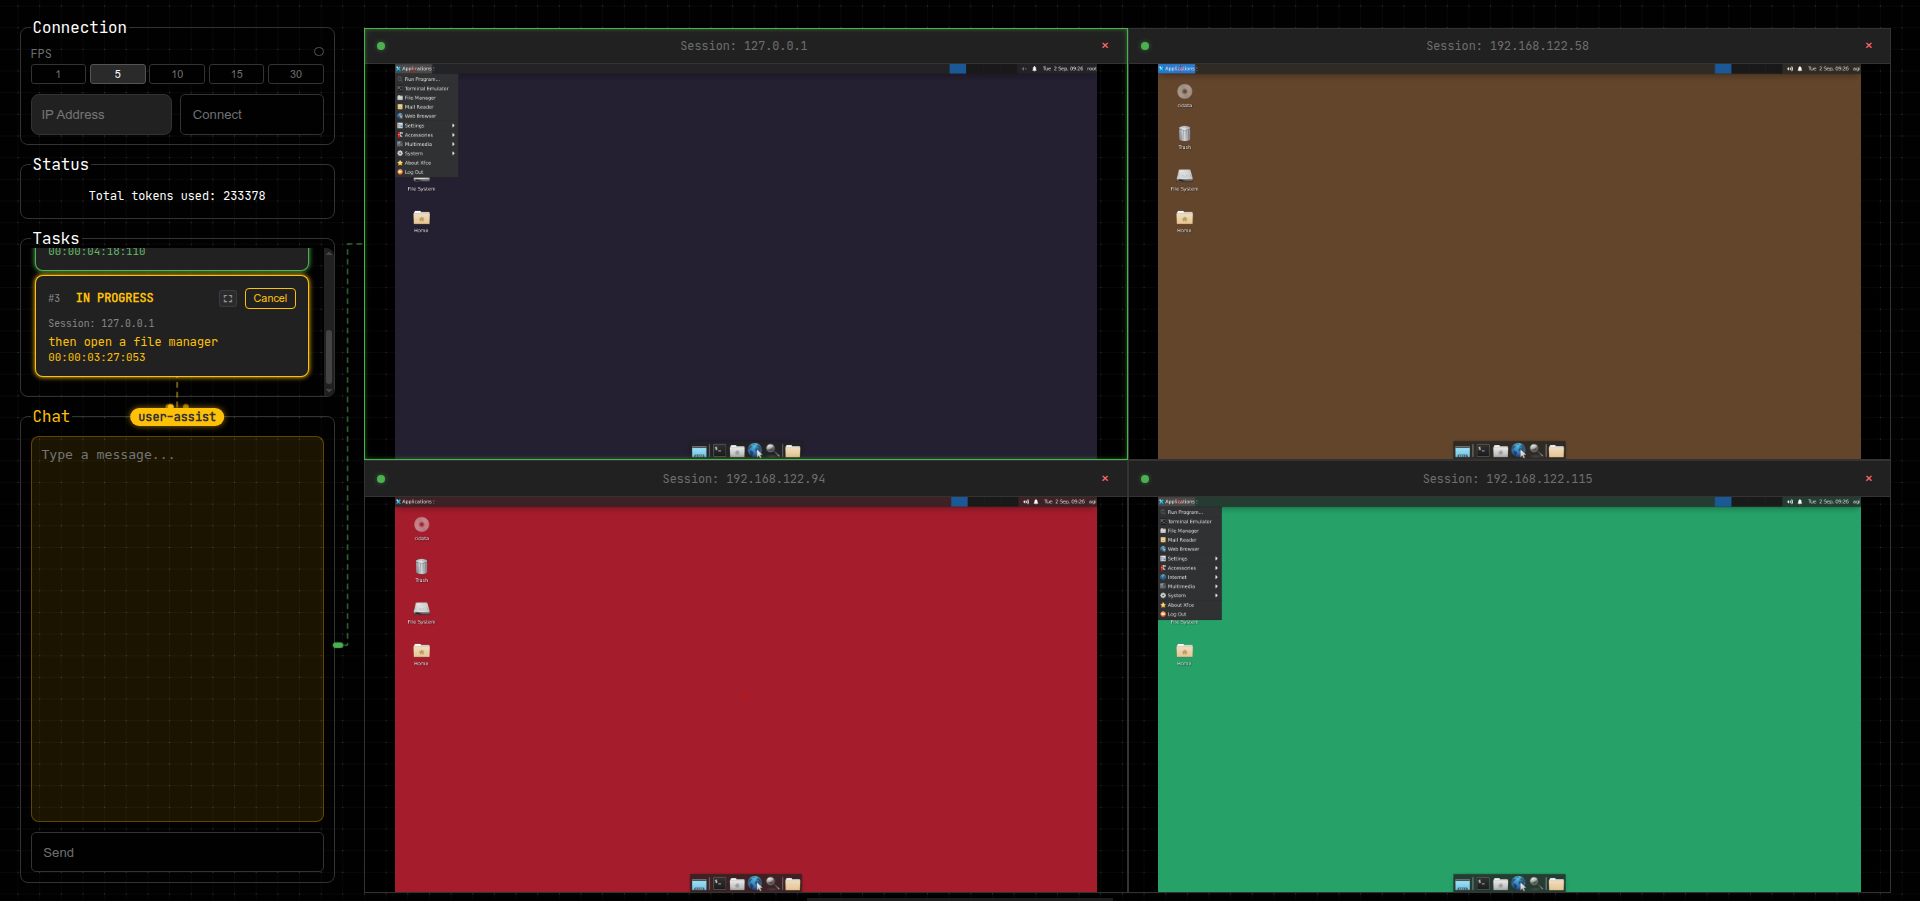 Connection
FPS
1 5 10 15 30
IP Address Connect
Status
Total tokens used: 233378
Tasks
00:00:04:18:110
#3 IN PROGRESS Cancel
Session: 127.0.0.1
then open a file manager
00:00:03:27:053
Chat user-assist
Type a message...
Send
Session: 127.0.0.1 ×
Applications
Tue 2 Sep, 09:26 root
Run Program...
Terminal Emulator
File Manager
Mail Reader
Web Browser
Settings
Accessories
Multimedia
System
About Xfce
Log Out
File System
Home
Session: 192.168.122.58 ×
Applications
Tue 2 Sep, 09:26
cidata
Trash
File System
Home
Session: 192.168.122.94 ×
Applications
Tue 2 Sep, 09:26
cidata
Trash
File System
Home
Session: 192.168.122.115 ×
Applications
Tue 2 Sep, 09:26
Run Program...
Terminal Emulator
File Manager
Mail Reader
Web Browser
Settings
Accessories
Internet
Multimedia
System
About Xfce
Log Out
File System
Home